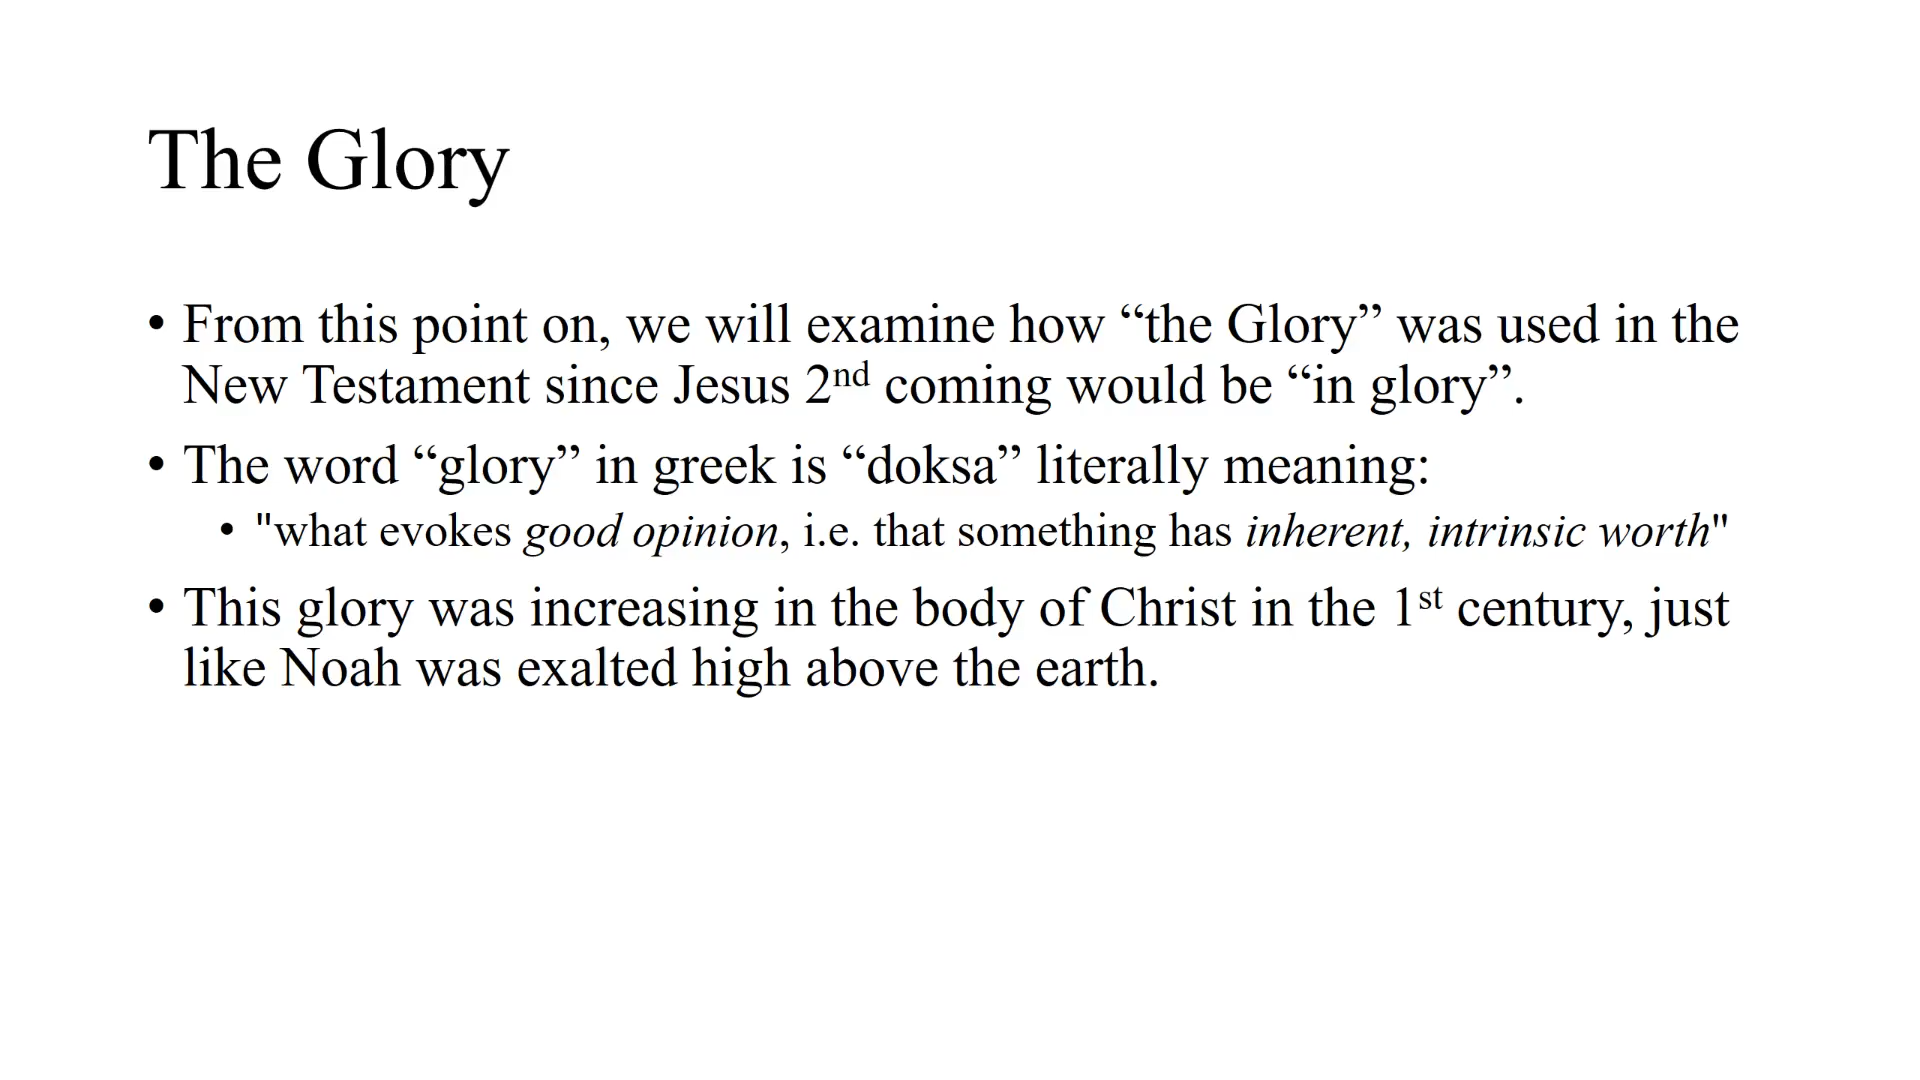 The Glory
• From this point on, we will examine how “the Glory” was used in the
New Testament since Jesus 2nd coming would be “in glory”.
• The word “glory” in greek is “doksa” literally meaning:
• "what evokes good opinion, i.e. that something has inherent, intrinsic worth"
• This glory was increasing in the body of Christ in the 1st century, just
like Noah was exalted high above the earth.